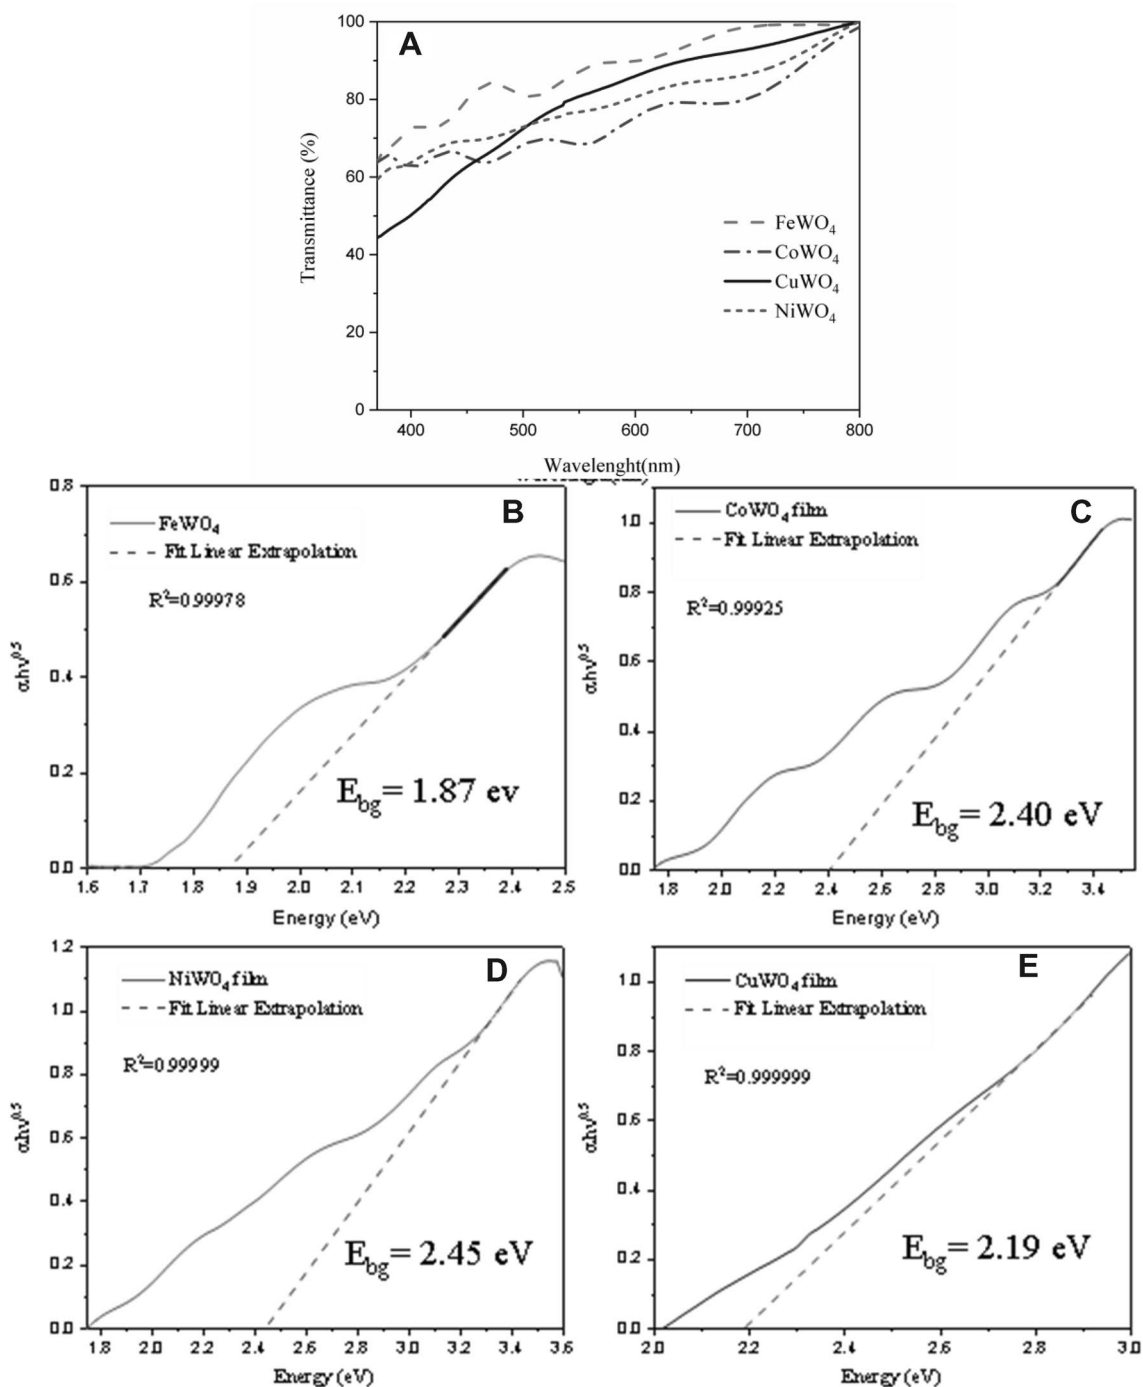 A
100
80
60
40
20
0
Transmittance (%)
FeWO4
CoWO4
CuWO4
NiWO4
400 500 600 700 800
Wavelenght(nm)
B
0.8
0.6
0.4
0.2
0.0
αhν^0.5
FeWO4
Fit Linear Extrapolation
R²=0.99978
Ebg= 1.87 ev
1.6 1.7 1.8 1.9 2.0 2.1 2.2 2.3 2.4 2.5
Energy (eV)
C
1.0
0.8
0.6
0.4
0.2
0.0
αhν^0.5
CoWO4 film
Fit Linear Extrapolation
R²=0.99925
Ebg= 2.40 eV
1.8 2.0 2.2 2.4 2.6 2.8 3.0 3.2 3.4
Energy (eV)
D
1.2
1.0
0.8
0.6
0.4
0.2
0.0
αhν^0.5
NiWO4 film
Fit Linear Extrapolation
R²=0.99999
Ebg= 2.45 eV
1.8 2.0 2.2 2.4 2.6 2.8 3.0 3.2 3.4 3.6
Energy (eV)
E
1.0
0.8
0.6
0.4
0.2
0.0
αhν^0.5
CuWO4 film
Fit Linear Extrapolation
R²=0.999999
Ebg= 2.19 eV
2.0 2.2 2.4 2.6 2.8 3.0
Energy (eV)